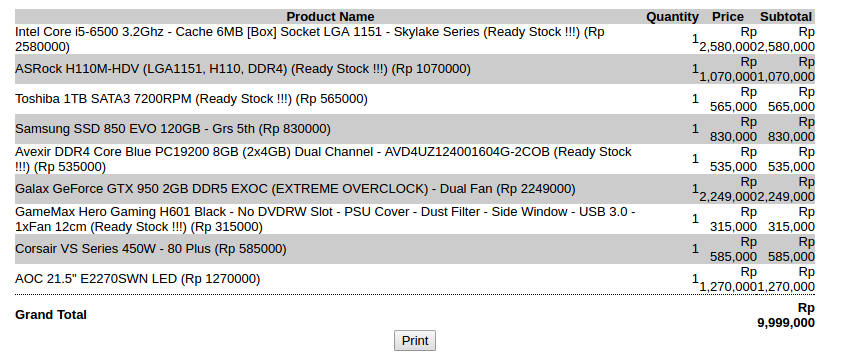 Product Name Quantity Price Subtotal
Intel Core i5-6500 3.2Ghz - Cache 6MB [Box] Socket LGA 1151 - Skylake Series (Ready Stock !!!) (Rp
2580000) 1 Rp 2,580,000 Rp 2,580,000
ASRock H110M-HDV (LGA1151, H110, DDR4) (Ready Stock !!!) (Rp 1070000) 1 Rp 1,070,000 Rp 1,070,000
Toshiba 1TB SATA3 7200RPM (Ready Stock !!!) (Rp 565000) 1 Rp 565,000 Rp 565,000
Samsung SSD 850 EVO 120GB - Grs 5th (Rp 830000) 1 Rp 830,000 Rp 830,000
Avexir DDR4 Core Blue PC19200 8GB (2x4GB) Dual Channel - AVD4UZ124001604G-2COB (Ready Stock
!!!) (Rp 535000) 1 Rp 535,000 Rp 535,000
Galax GeForce GTX 950 2GB DDR5 EXOC (EXTREME OVERCLOCK) - Dual Fan (Rp 2249000) 1 Rp 2,249,000 Rp 2,249,000
GameMax Hero Gaming H601 Black - No DVDRW Slot - PSU Cover - Dust Filter - Side Window - USB 3.0 -
1xFan 12cm (Ready Stock !!!) (Rp 315000) 1 Rp 315,000 Rp 315,000
Corsair VS Series 450W - 80 Plus (Rp 585000) 1 Rp 585,000 Rp 585,000
AOC 21.5" E2270SWN LED (Rp 1270000) 1 Rp 1,270,000 Rp 1,270,000
Grand Total Rp
9,999,000
Print